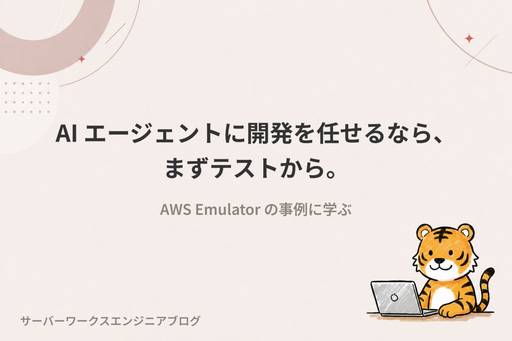 AI エージェントに開発を任せるなら、
まずテストから。
AWS Emulator の事例に学ぶ
サーバーワークスエンジニアブログ